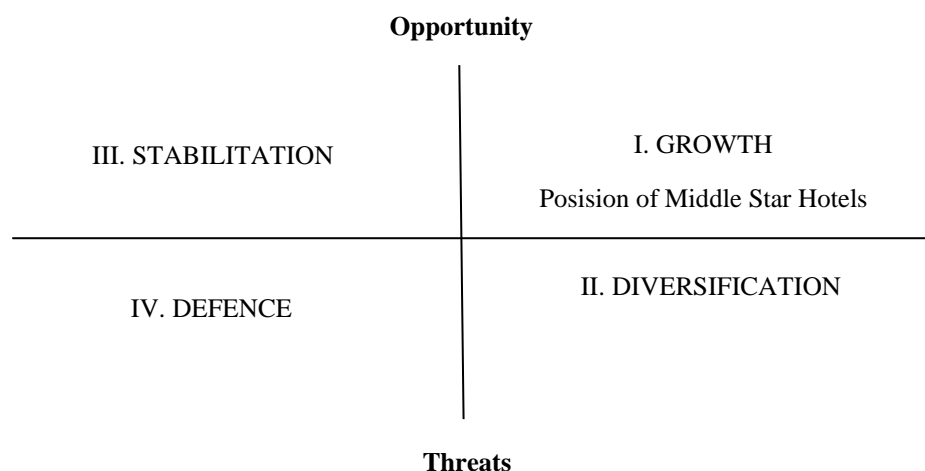 Opportunity
III. STABILITATION
I. GROWTH
Posision of Middle Star Hotels
IV. DEFENCE
II. DIVERSIFICATION
Threats